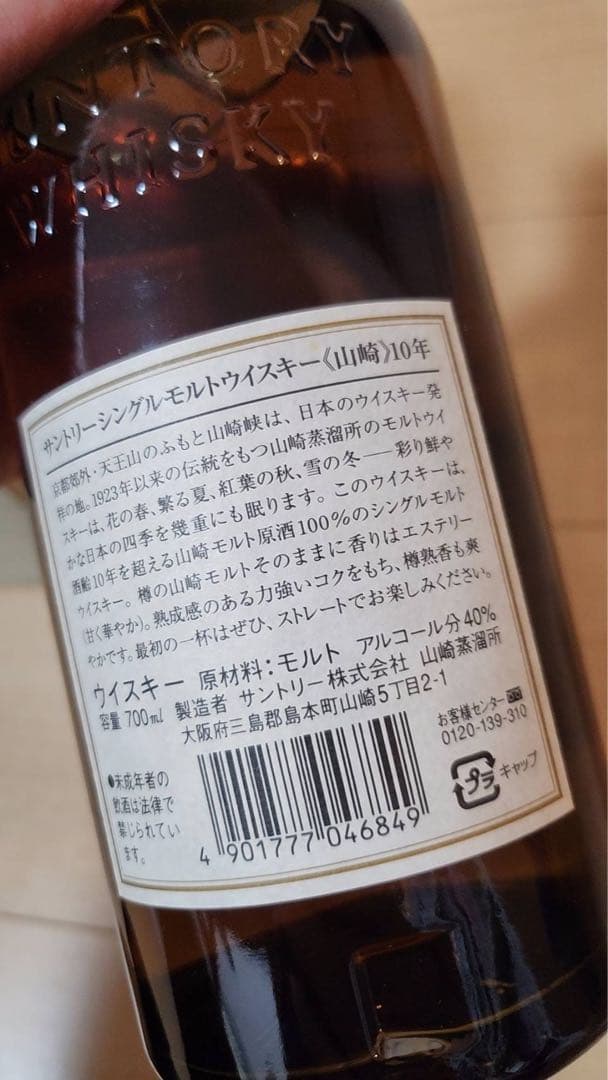 SUNTORY
WHISKY
サントリーシングルモルトウイスキー《山崎》10年
京都郊外・天王山のふもと山崎峡は、日本のウイスキー発
祥の地。1923年以来の伝統をもつ山崎蒸溜所のモルトウイ
スキーは、花の春、繁る夏、紅葉の秋、雪の冬──彩り鮮や
かな日本の四季を幾重にも眠ります。このウイスキーは、
酒齢10年を超える山崎モルト原酒100%のシングルモルト
ウイスキー。樽の山崎モルトそのままに香りはエステリー
(甘く華やか)。熟成感のある力強いコクをもち、樽熟香も爽
やかです。最初の一杯はぜひ、ストレートでお楽しみください。
ウイスキー 原材料:モルト アルコール分40%
容量 700ml 製造者 サントリー株式会社 山崎蒸溜所
大阪府三島郡島本町山崎5丁目2-1
お客様センター
0120-139-310
●未成年者の
飲酒は法律で
禁じられてい
ます。
プラ キャップ
4 901777 046849